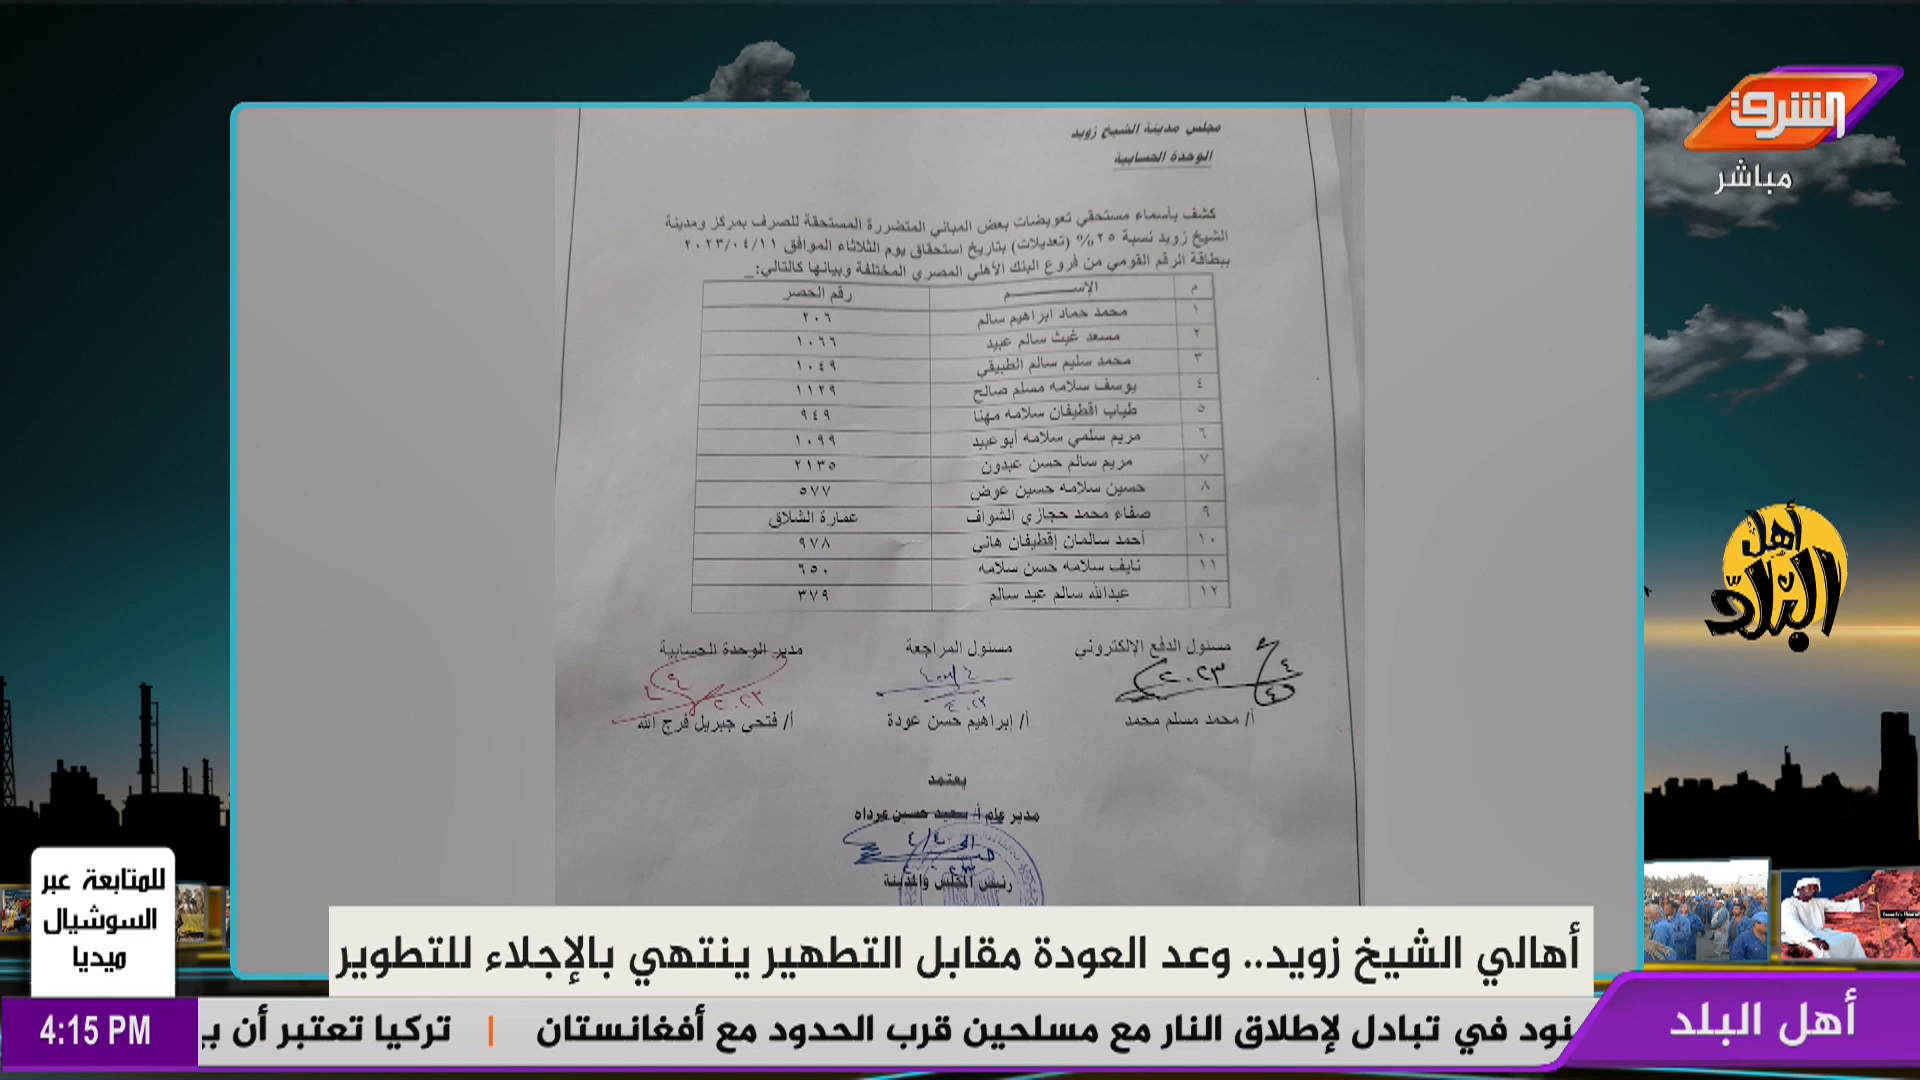 الشرق
مباشر
مجلس مدينة الشيخ زويد
الوحدة الحسابية
كشف بأسماء مستحقي تعويضات بعض المباني المتضررة المستحقة للصرف بمركز ومدينة
الشيخ زويد نسبة ٢٥% (تعديلات) بتاريخ استحقاق يوم الثلاثاء الموافق ٢٠٢٣/٠٤/١١
ببطاقة الرقم القومي من فروع البنك الأهلي المصري المختلفة وبيانها كالتالي:_
م الإســـــــــم رقم الحصر
١ محمد حماد ابراهيم سالم ٢٠٦
٢ مسعد غيث سالم عبيد ١٠٦٦
٣ محمد سليم سالم الطبيقي ١٠٤٩
٤ يوسف سلامه مسلم صالح ١١٢٩
٥ طياب اقطيفان سلامه مهنا ٩٤٩
٦ مريم سلمي سلامه أبوعبيد ١٠٩٩
٧ مريم سالم حسن عبدون ٢١٣٥
٨ حسين سلامه حسين عوض ٥٧٧
٩ صفاء محمد حجازي الشواف عمارة الشلاق
١٠ أحمد سالمان إقطيفان هاني ٩٧٨
١١ نايف سلامه حسن سلامه ٦٥٠
١٢ عبدالله سالم عيد سالم ٣٧٩
مسئول الدفع الإلكتروني مسئول المراجعة مدير الوحدة الحسابية
أ/ محمد مسلم محمد أ/ إبراهيم حسن عودة أ/ فتحي جبريل فرج الله
يعتمد
مدير عام أ/ سعيد حسين عرداه
رئيس المجلس والمدينة
أهل البلد
للمتابعة عبر
السوشيال
ميديا
أهالي الشيخ زويد.. وعد العودة مقابل التطهير ينتهي بالإجلاء للتطوير
أهل البلد
نود في تبادل لإطلاق النار مع مسلحين قرب الحدود مع أفغانستان | تركيا تعتبر أن
4:15 PM